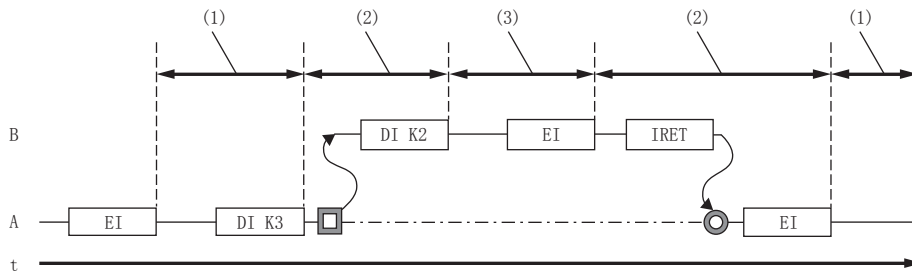 (1) (2) (3) (2) (1)
B DI K2 EI IRET
A EI DI K3 EI
t